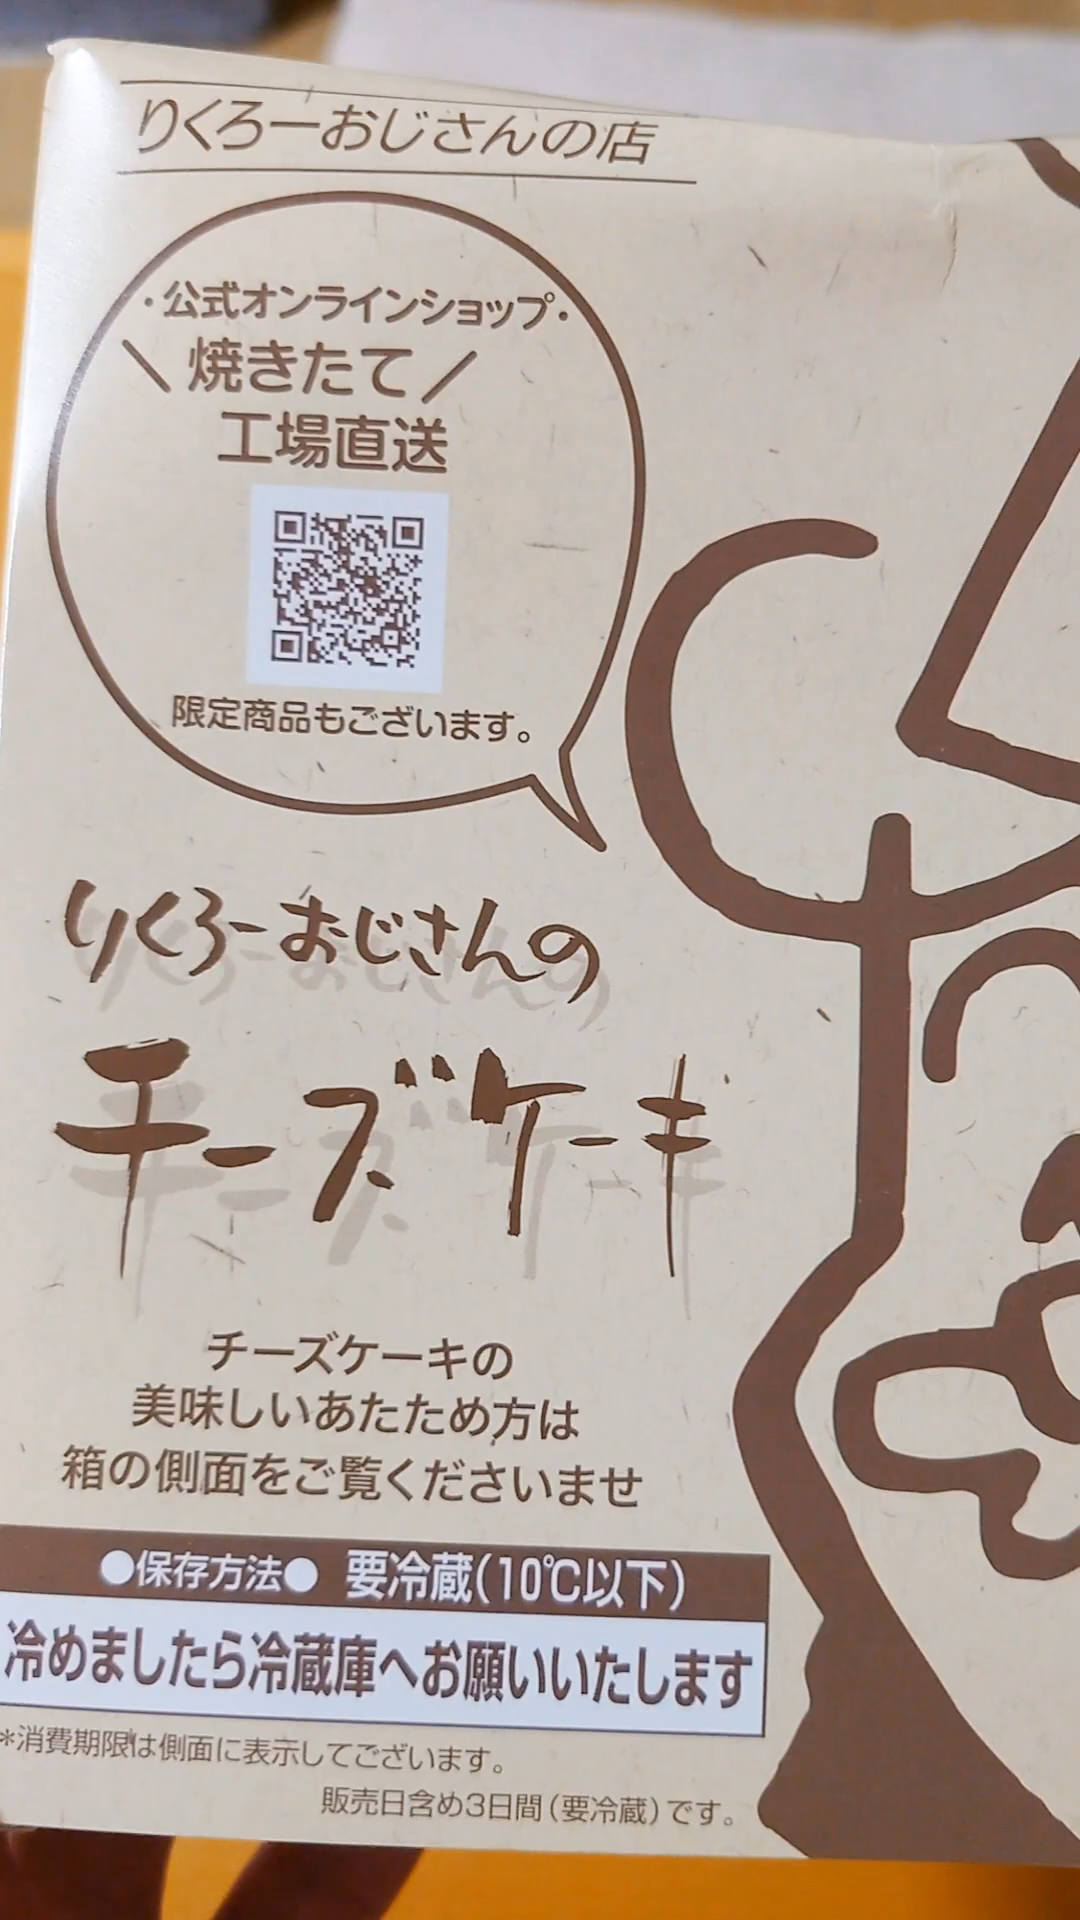 りくろーおじさんの店
・公式オンラインショップ・
＼焼きたて／
工場直送
限定商品もございます。
りくろーおじさんの
チーズケーキ
チーズケーキの
美味しいあたため方は
箱の側面をご覧くださいませ
●保存方法● 要冷蔵(10℃以下)
冷めましたら冷蔵庫へお願いいたします
*消費期限は側面に表示してございます。
販売日含め3日間(要冷蔵)です。